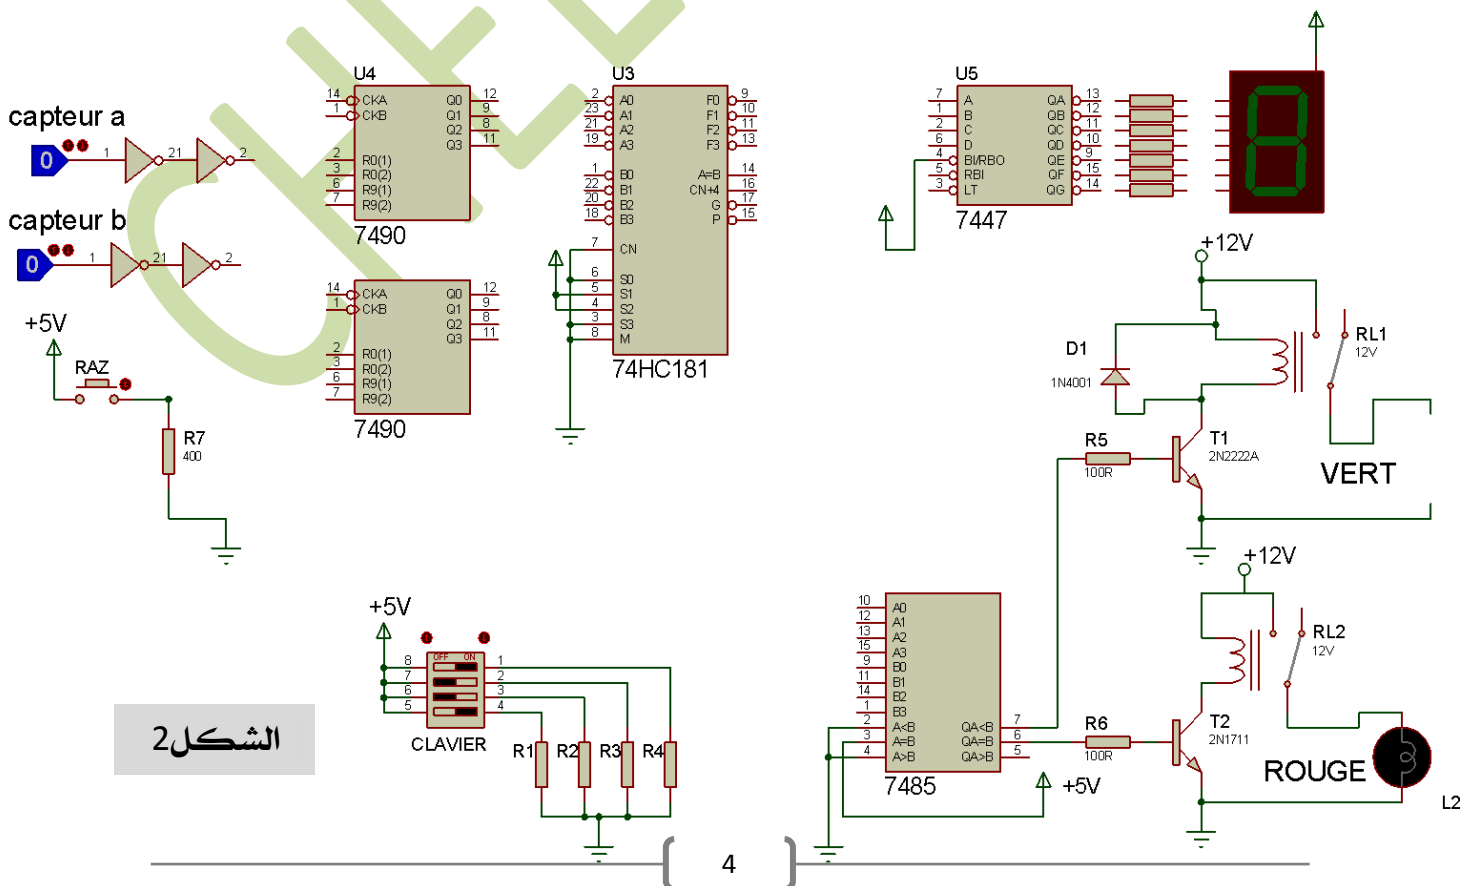 capteur a
0
1
21
2
capteur b
0
1
21
2
+5V
RAZ
R7
400
U4
14 CKA Q0 12
1 CKB Q1 9
Q2 8
Q3 11
2 R0(1)
3 R0(2)
6 R9(1)
7 R9(2)
7490
14 CKA Q0 12
1 CKB Q1 9
Q2 8
Q3 11
2 R0(1)
3 R0(2)
6 R9(1)
7 R9(2)
7490
U3
2 A0 F0 9
23 A1 F1 10
21 A2 F2 11
19 A3 F3 13
1 B0 A=B 14
22 B1 CN+4 16
20 B2 G 17
18 B3 P 15
7 CN
6 S0
5 S1
4 S2
3 S3
8 M
74HC181
U5
7 A QA 13
1 B QB 12
2 C QC 11
6 D QD 10
4 BI/RBO QE 9
5 RBI QF 15
3 LT QG 14
7447
+12V
RL1
12V
D1
1N4001
T1
2N2222A
R5
100R
VERT
+12V
RL2
12V
T2
2N1711
R6
100R
ROUGE
L2
10 A0
12 A1
13 A2
15 A3
9 B0
11 B1
14 B2
1 B3
2 A<B QA<B 7
3 A=B QA=B 6
4 A>B QA>B 5
7485
+5V
+5V
OFF ON
8 1
7 2
6 3
5 4
CLAVIER
R1 R2 R3 R4
الشكل2
4